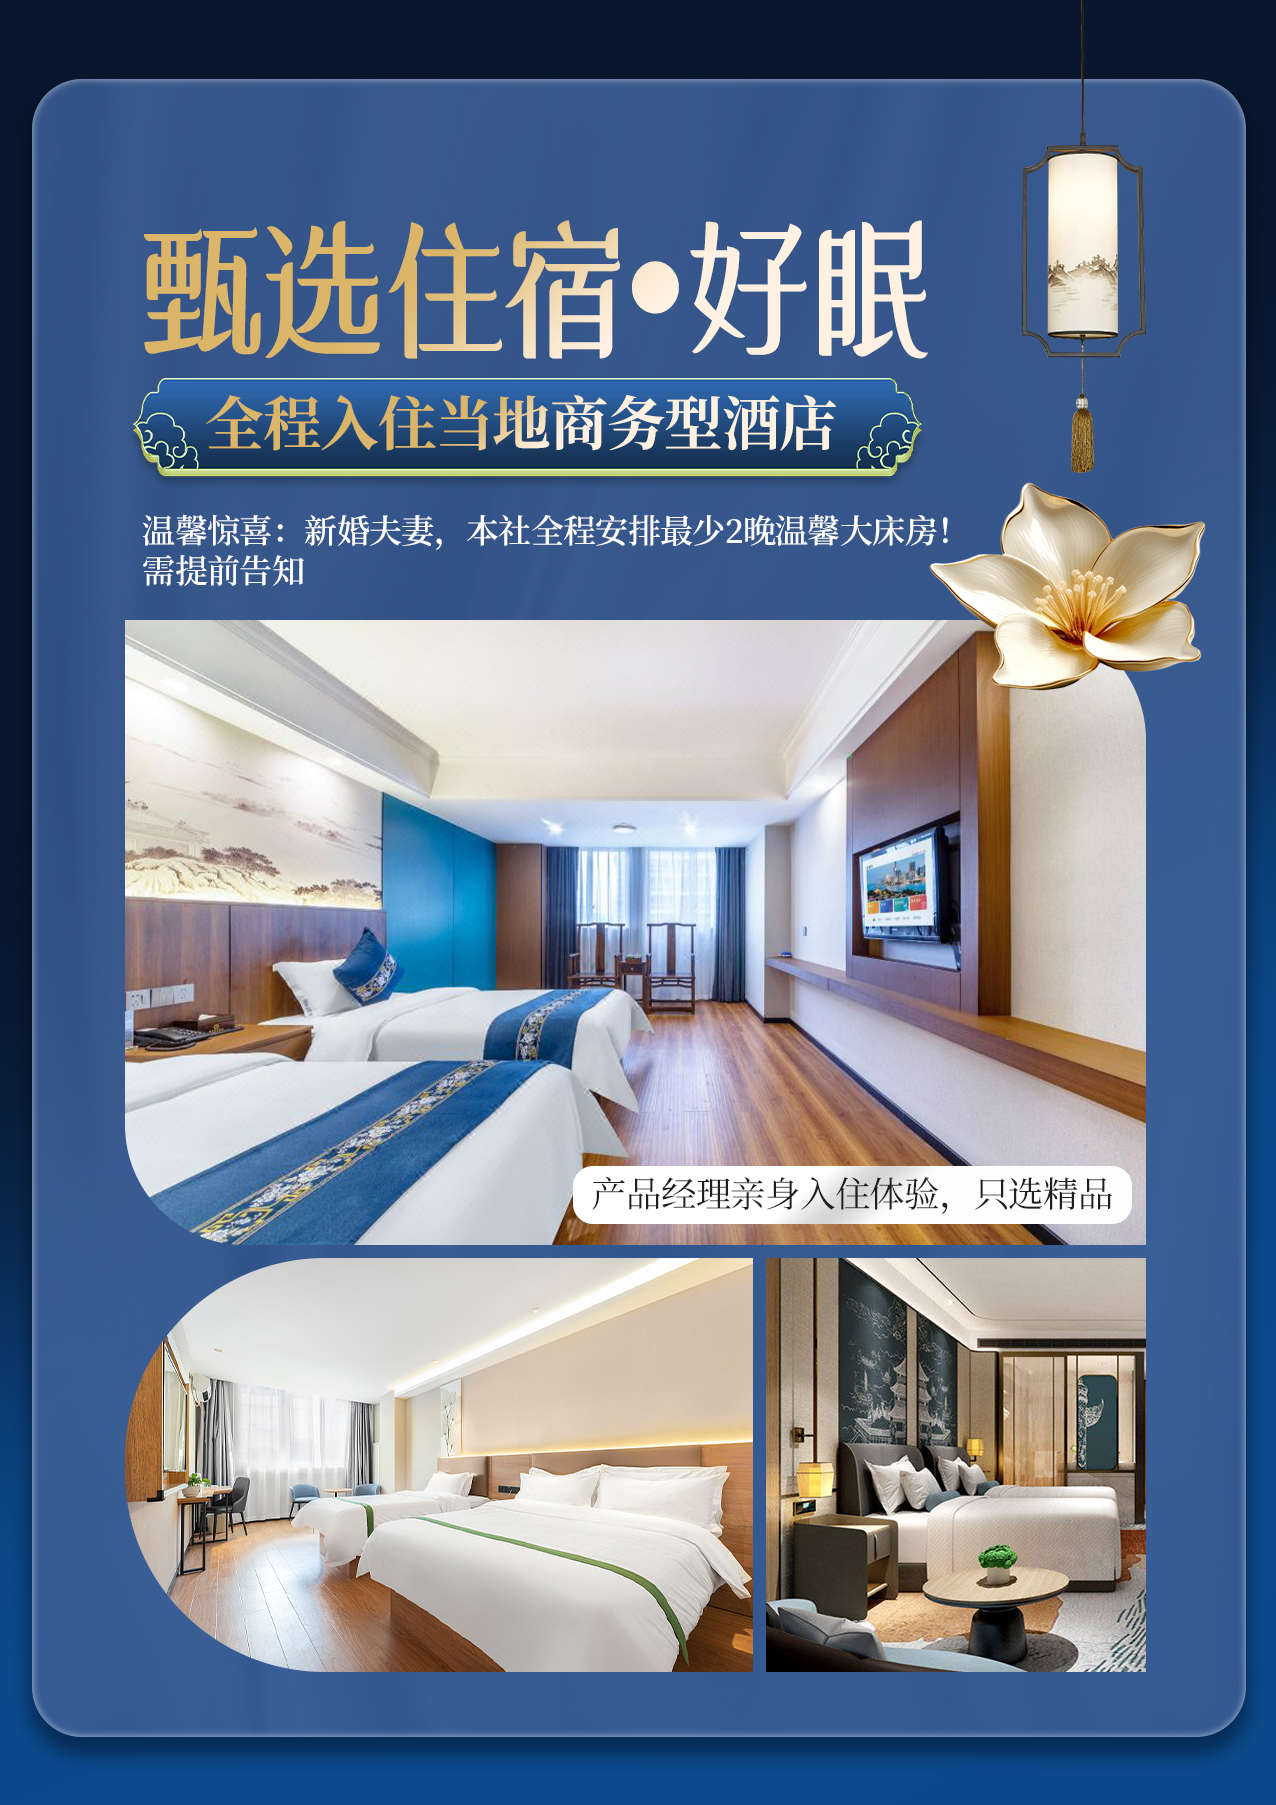 甄选住宿•好眠
全程入住当地商务型酒店
温馨惊喜：新婚夫妻，本社全程安排最少2晚温馨大床房！
需提前告知
产品经理亲身入住体验，只选精品